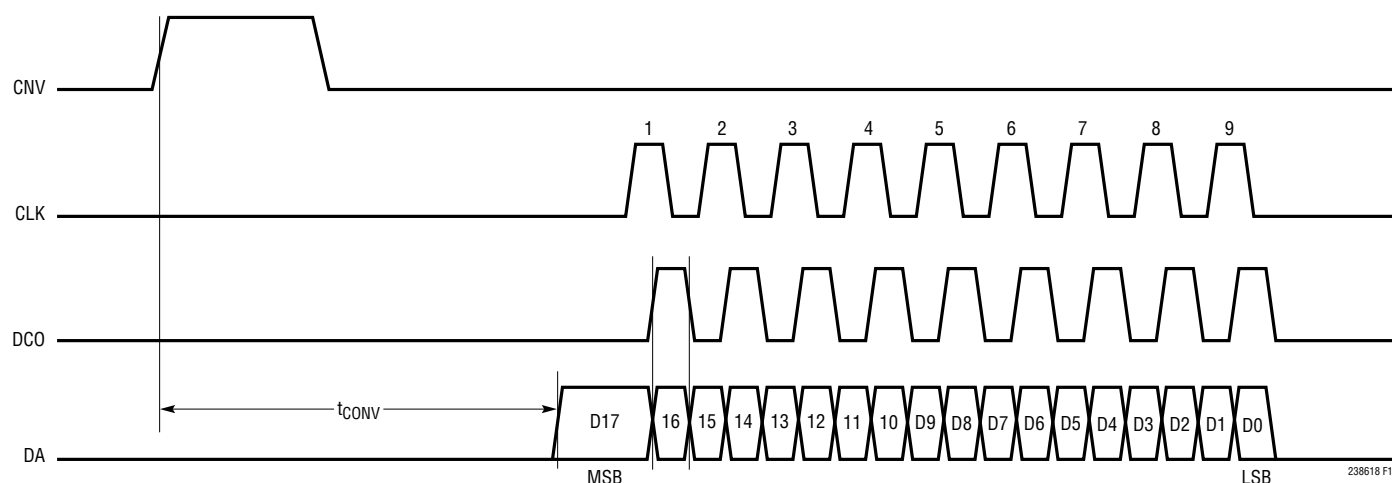 CNV
1 2 3 4 5 6 7 8 9
CLK
DCO
tCONV
D17 16 15 14 13 12 11 10 D9 D8 D7 D6 D5 D4 D3 D2 D1 D0
DA
MSB LSB
238618 F1